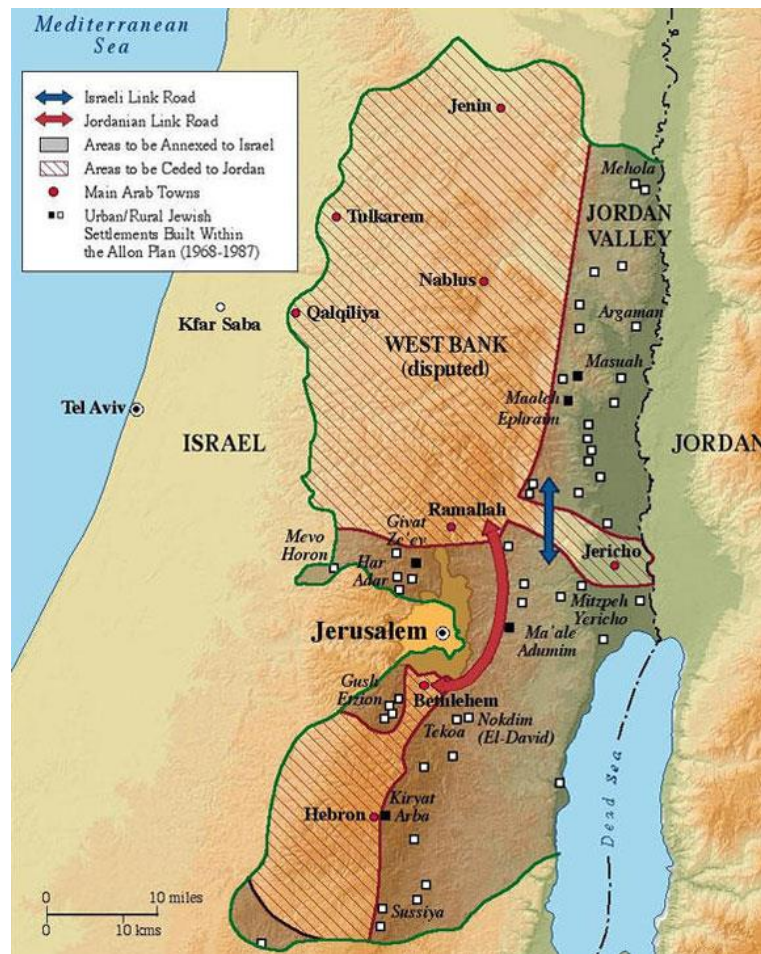 Mediterranean
Sea
Israeli Link Road
Jordanian Link Road
Areas to be Annexed to Israel
Areas to be Ceded to Jordan
Main Arab Towns
Urban/Rural Jewish
Settlements Built Within
the Allon Plan (1968-1987)
Jenin
Mehola
JORDAN
VALLEY
Tulkarem
Nablus
Kfar Saba
Qalqiliya
Argaman
WEST BANK
(disputed)
Masuah
Maaleh
Ephraim
Tel Aviv
ISRAEL
JORDAN
Ramallah
Givat
Ze'ev
Mevo
Horon
Har
Adar
Jericho
Mitzpeh
Yericho
Jerusalem
Ma'ale
Adumim
Gush
Etzion
Bethlehem
Tekoa
Nokdim
(El-David)
Kiryat
Arba
Hebron
Dead Sea
Sussiya
0 10 miles
0 10 kms